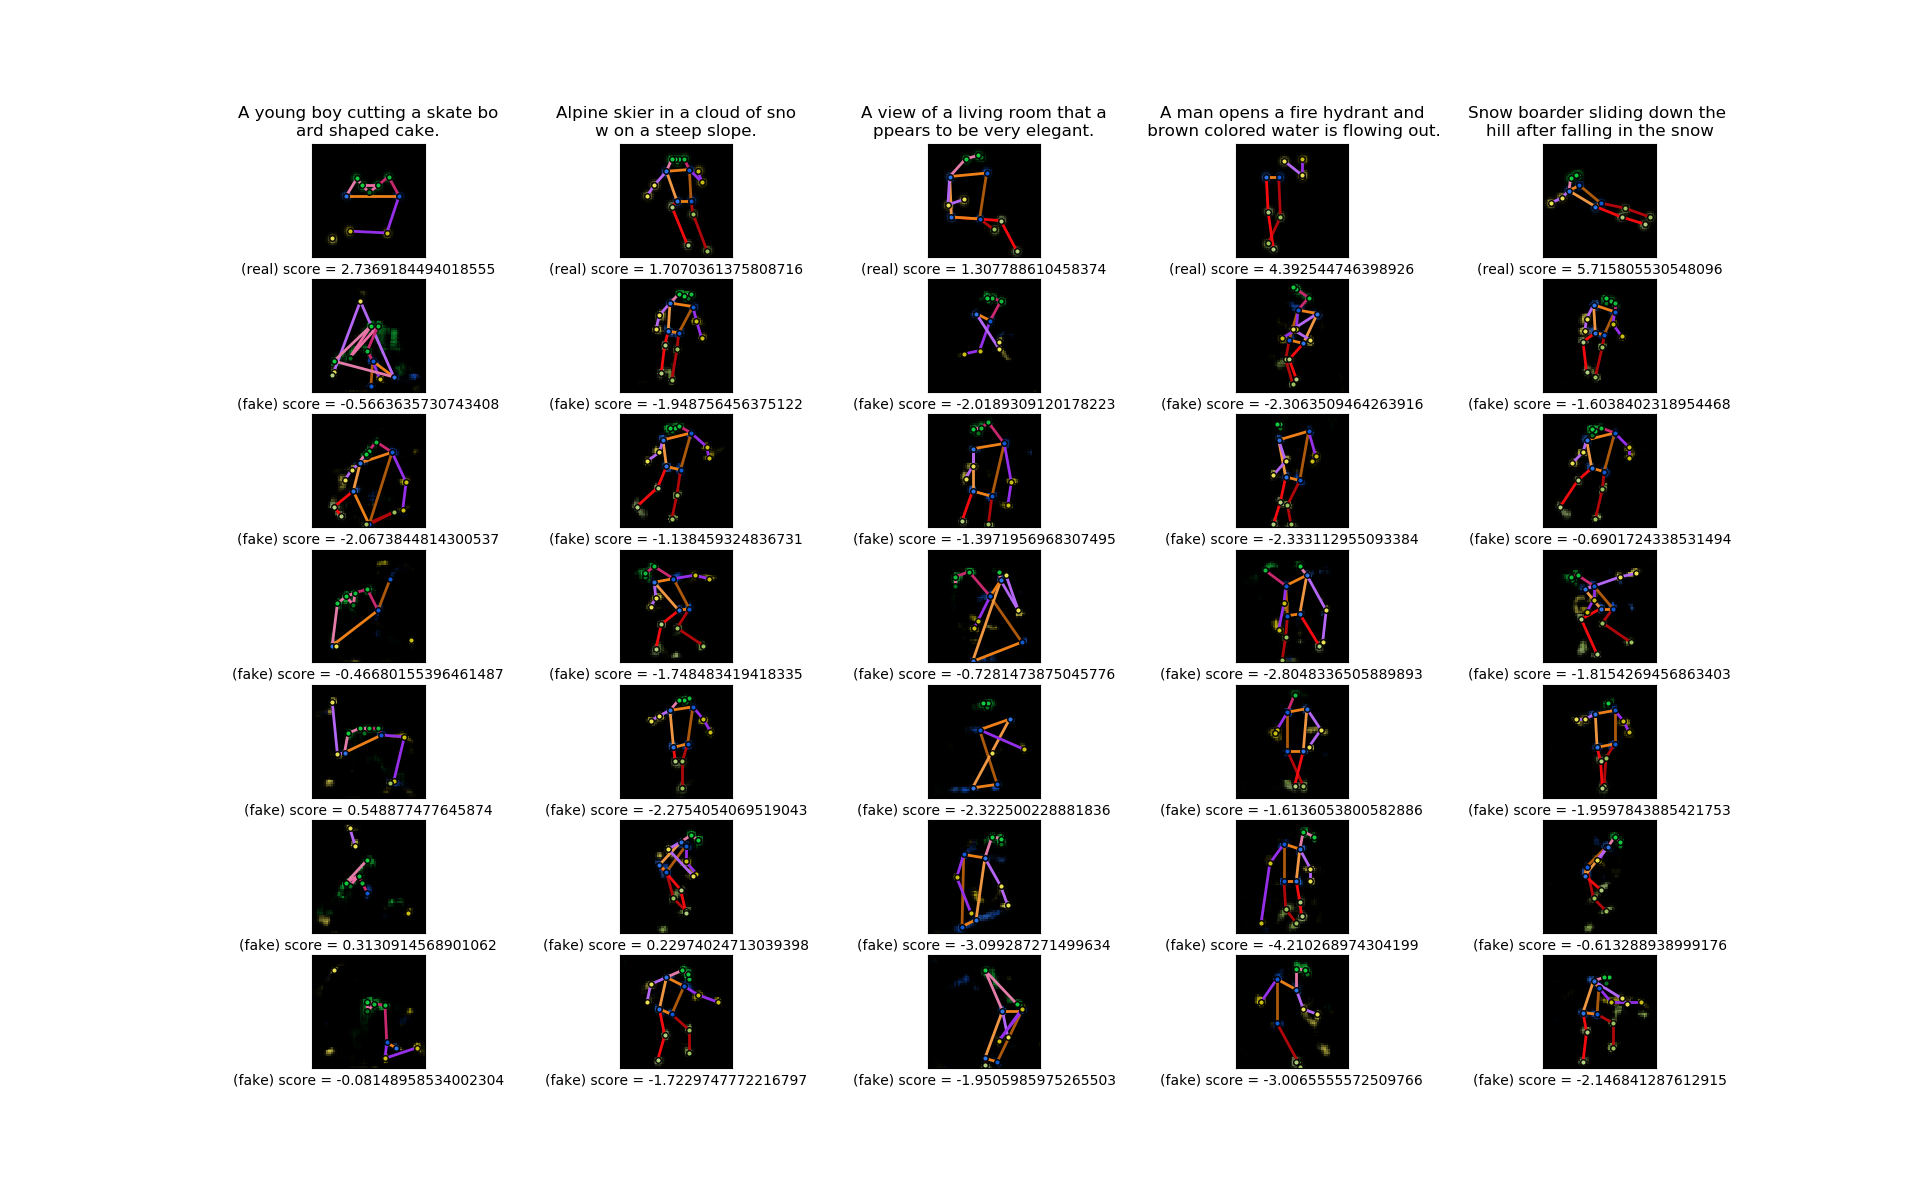 A young boy cutting a skate bo
ard shaped cake.
Alpine skier in a cloud of sno
w on a steep slope.
A view of a living room that a
ppears to be very elegant.
A man opens a fire hydrant and
brown colored water is flowing out.
Snow boarder sliding down the
hill after falling in the snow
(real) score = 2.7369184494018555
(real) score = 1.7070361375808716
(real) score = 1.307788610458374
(real) score = 4.392544746398926
(real) score = 5.715805530548096
(fake) score = -0.5663635730743408
(fake) score = -1.948756456375122
(fake) score = -2.0189309120178223
(fake) score = -2.3063509464263916
(fake) score = -1.6038402318954468
(fake) score = -2.0673844814300537
(fake) score = -1.138459324836731
(fake) score = -1.3971956968307495
(fake) score = -2.333112955093384
(fake) score = -0.6901724338531494
(fake) score = -0.46680155396461487
(fake) score = -1.748483419418335
(fake) score = -0.7281473875045776
(fake) score = -2.8048336505889893
(fake) score = -1.8154269456863403
(fake) score = 0.548877477645874
(fake) score = -2.2754054069519043
(fake) score = -2.322500228881836
(fake) score = -1.6136053800582886
(fake) score = -1.9597843885421753
(fake) score = 0.3130914568901062
(fake) score = 0.22974024713039398
(fake) score = -3.099287271499634
(fake) score = -4.210268974304199
(fake) score = -0.613288938999176
(fake) score = -0.08148958534002304
(fake) score = -1.7229747772216797
(fake) score = -1.9505985975265503
(fake) score = -3.0065555572509766
(fake) score = -2.146841287612915